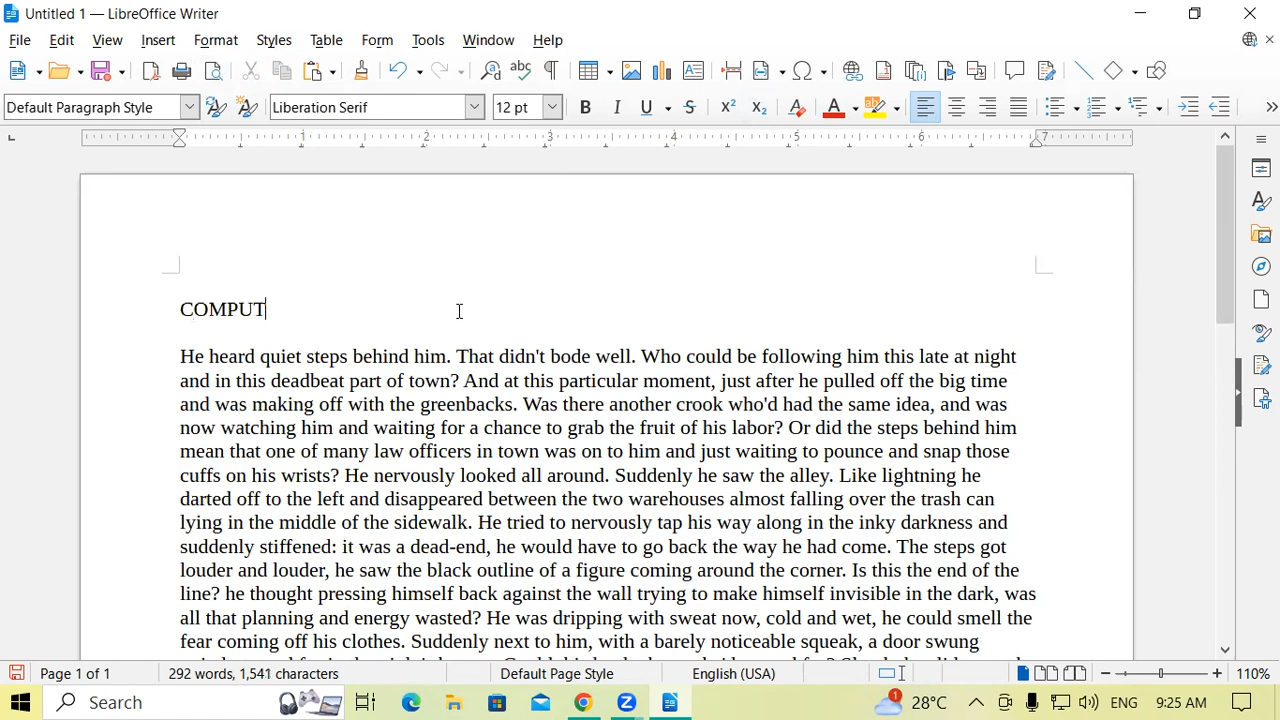 Untitled 1 — LibreOffice Writer
File Edit View Insert Format Styles Table Form Tools Window Help
Default Paragraph Style Liberation Serif 12 pt
1 2 3 4 5 6 7
COMPUT
He heard quiet steps behind him. That didn't bode well. Who could be following him this late at night
and in this deadbeat part of town? And at this particular moment, just after he pulled off the big time
and was making off with the greenbacks. Was there another crook who'd had the same idea, and was
now watching him and waiting for a chance to grab the fruit of his labor? Or did the steps behind him
mean that one of many law officers in town was on to him and just waiting to pounce and snap those
cuffs on his wrists? He nervously looked all around. Suddenly he saw the alley. Like lightning he
darted off to the left and disappeared between the two warehouses almost falling over the trash can
lying in the middle of the sidewalk. He tried to nervously tap his way along in the inky darkness and
suddenly stiffened: it was a dead-end, he would have to go back the way he had come. The steps got
louder and louder, he saw the black outline of a figure coming around the corner. Is this the end of the
line? he thought pressing himself back against the wall trying to make himself invisible in the dark, was
all that planning and energy wasted? He was dripping with sweat now, cold and wet, he could smell the
fear coming off his clothes. Suddenly next to him, with a barely noticeable squeak, a door swung
Page 1 of 1 292 words, 1,541 characters Default Page Style English (USA) 110%
Search 1 28°C ENG 9:25 AM